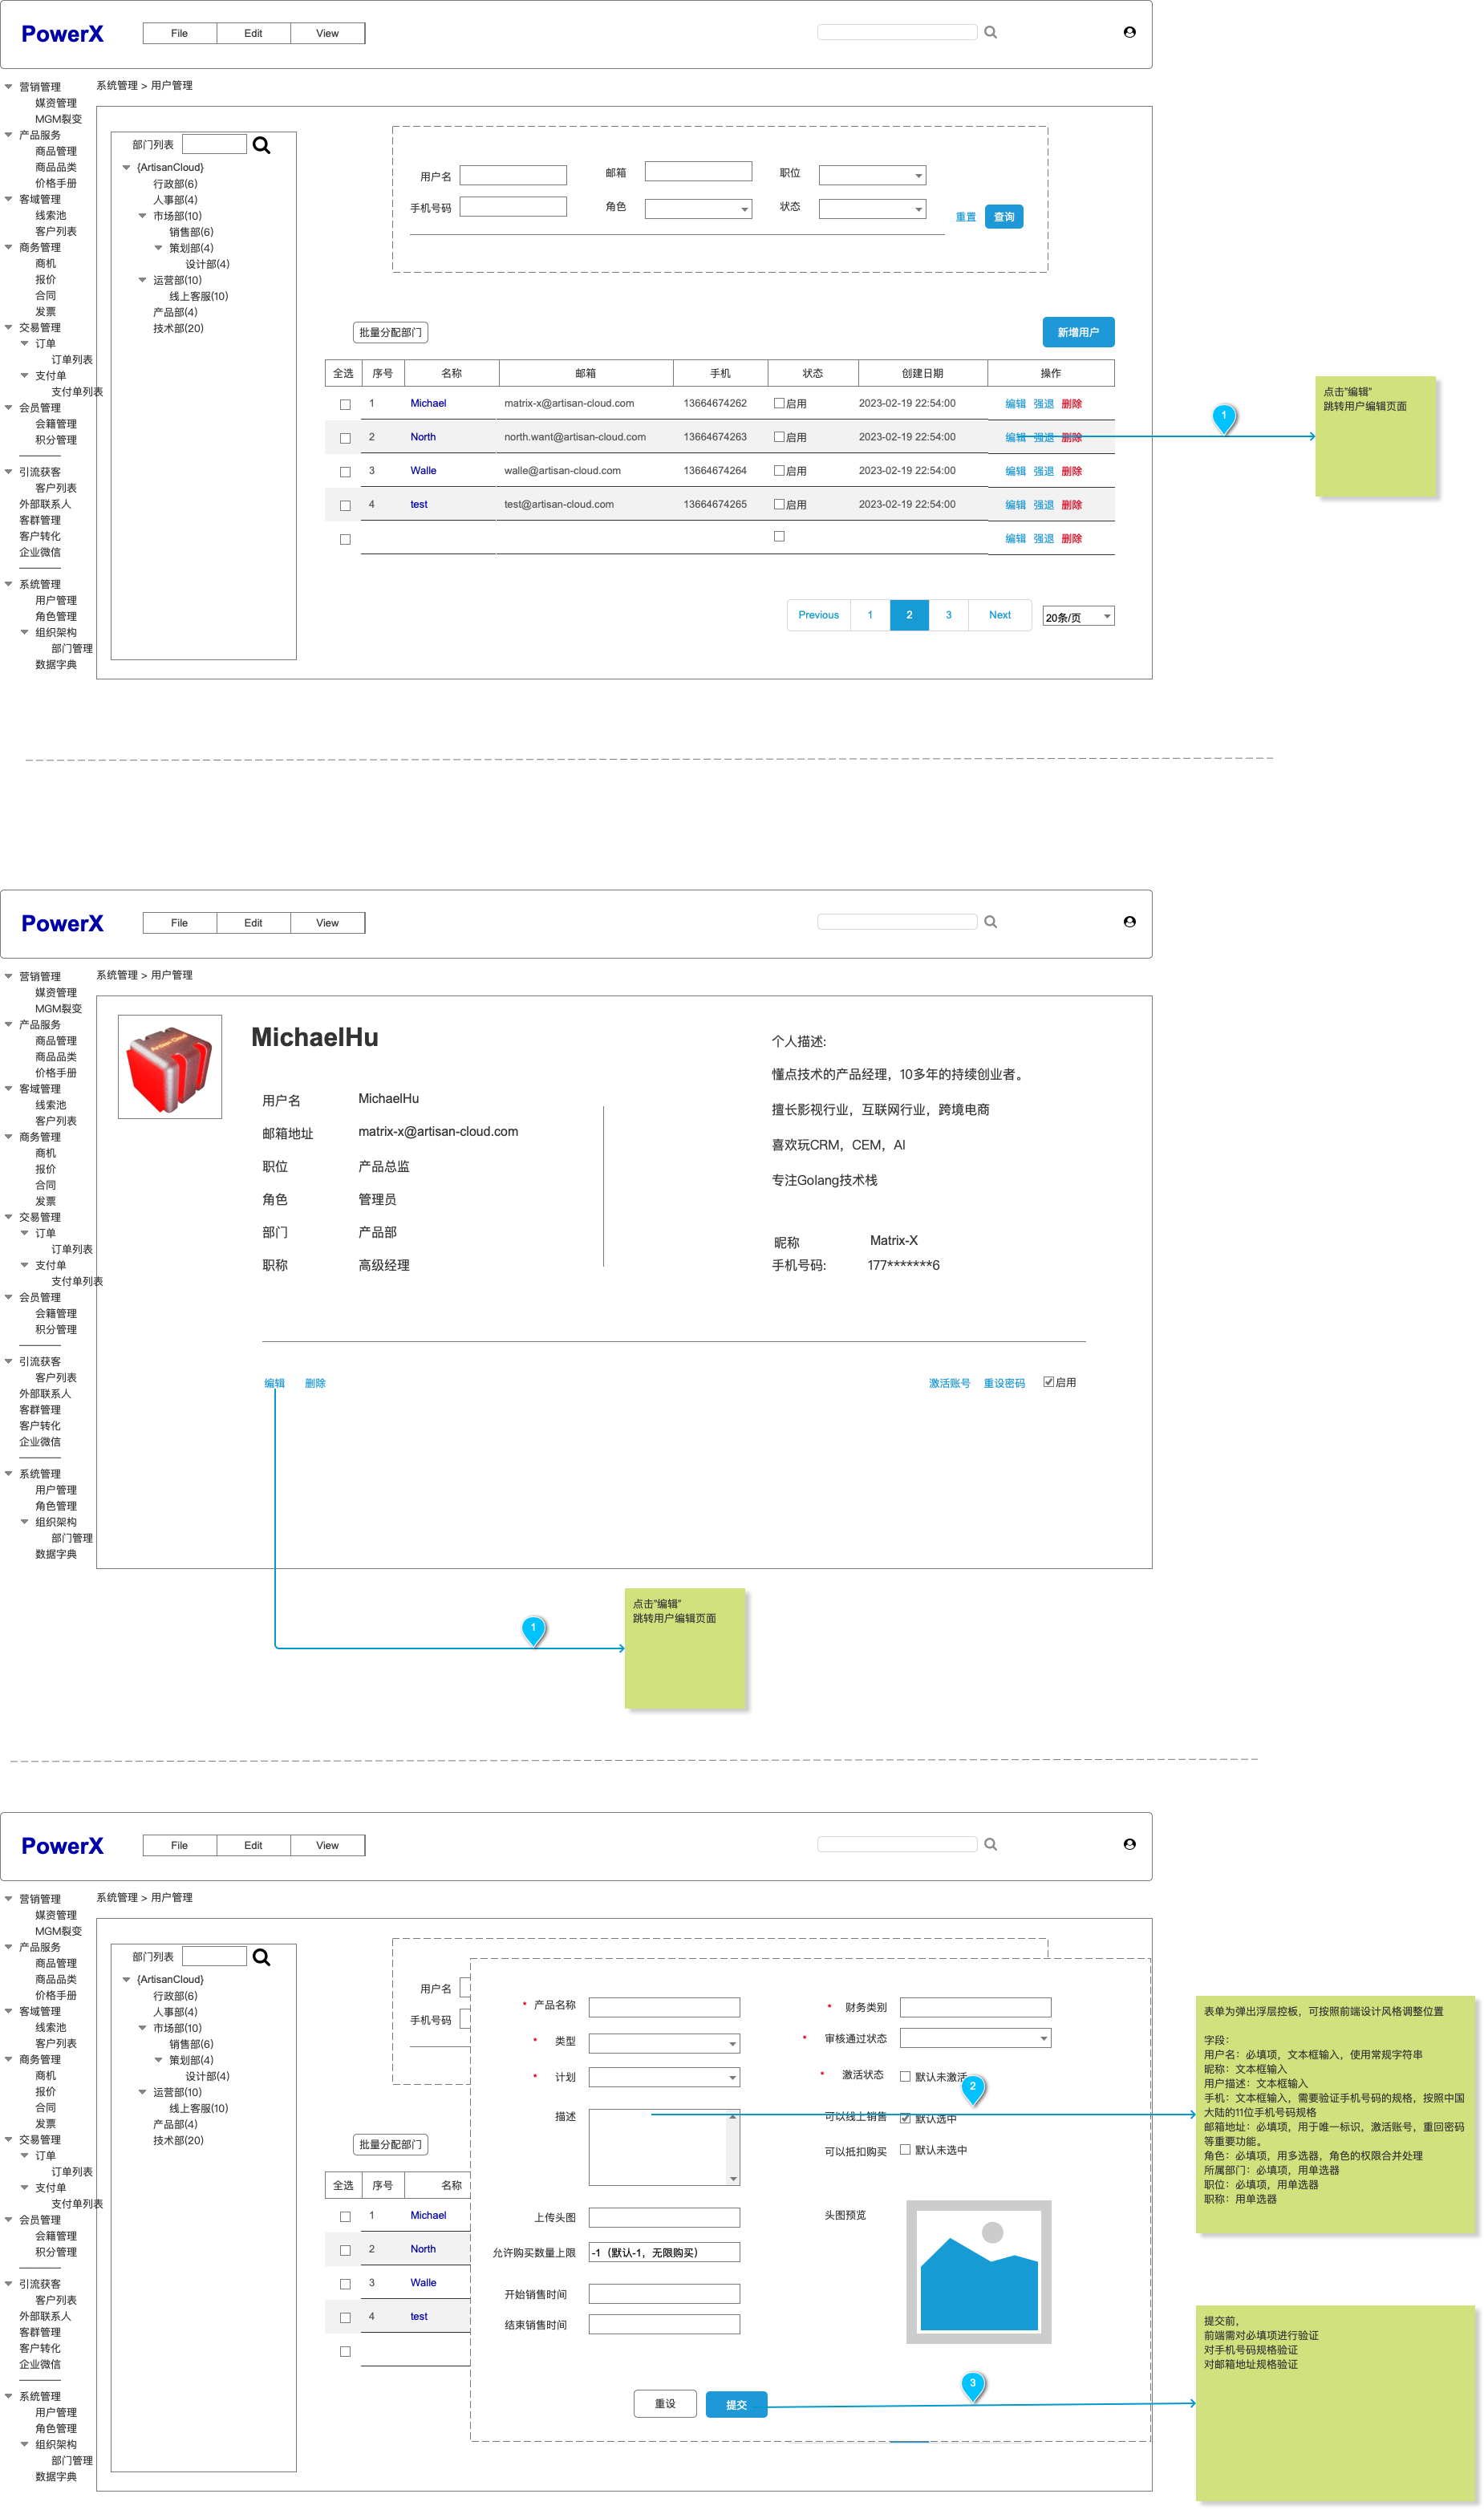 PowerX
File Edit View
系统管理 > 用户管理
营销管理
媒资管理
MGM裂变
产品服务
商品管理
商品品类
价格手册
客域管理
线索池
客户列表
商务管理
商机
报价
合同
发票
交易管理
订单
订单列表
支付单
支付单列表
会员管理
会籍管理
积分管理
引流获客
客户列表
外部联系人
客群管理
客户转化
企业微信
系统管理
用户管理
角色管理
组织架构
部门管理
数据字典
部门列表
{ArtisanCloud}
行政部(6)
人事部(4)
市场部(10)
销售部(6)
策划部(4)
设计部(4)
运营部(10)
线上客服(10)
产品部(4)
技术部(20)
用户名 邮箱 职位
手机号码 角色 状态
重置 查询
批量分配部门 新增用户
全选 序号 名称 邮箱 手机 状态 创建日期 操作
1 Michael matrix-x@artisan-cloud.com 13664674262 启用 2023-02-19 22:54:00 编辑 强退 删除
2 North north.want@artisan-cloud.com 13664674263 启用 2023-02-19 22:54:00 编辑 强退 删除
3 Walle walle@artisan-cloud.com 13664674264 启用 2023-02-19 22:54:00 编辑 强退 删除
4 test test@artisan-cloud.com 13664674265 启用 2023-02-19 22:54:00 编辑 强退 删除
编辑 强退 删除
Previous 1 2 3 Next 20条/页
1
点击"编辑"
跳转用户编辑页面
PowerX
File Edit View
系统管理 > 用户管理
营销管理
媒资管理
MGM裂变
产品服务
商品管理
商品品类
价格手册
客域管理
线索池
客户列表
商务管理
商机
报价
合同
发票
交易管理
订单
订单列表
支付单
支付单列表
会员管理
会籍管理
积分管理
引流获客
客户列表
外部联系人
客群管理
客户转化
企业微信
系统管理
用户管理
角色管理
组织架构
部门管理
数据字典
ArtisanCloud
MichaelHu
用户名 MichaelHu
邮箱地址 matrix-x@artisan-cloud.com
职位 产品总监
角色 管理员
部门 产品部
职称 高级经理
个人描述:
懂点技术的产品经理，10多年的持续创业者。
擅长影视行业，互联网行业，跨境电商
喜欢玩CRM，CEM，AI
专注Golang技术栈
昵称 Matrix-X
手机号码: 177*******6
编辑 删除 激活账号 重设密码 启用
1
点击"编辑"
跳转用户编辑页面
PowerX
File Edit View
系统管理 > 用户管理
营销管理
媒资管理
MGM裂变
产品服务
商品管理
商品品类
价格手册
客域管理
线索池
客户列表
商务管理
商机
报价
合同
发票
交易管理
订单
订单列表
支付单
支付单列表
会员管理
会籍管理
积分管理
引流获客
客户列表
外部联系人
客群管理
客户转化
企业微信
系统管理
用户管理
角色管理
组织架构
部门管理
数据字典
部门列表
{ArtisanCloud}
行政部(6)
人事部(4)
市场部(10)
销售部(6)
策划部(4)
设计部(4)
运营部(10)
线上客服(10)
产品部(4)
技术部(20)
用户名
手机号码
批量分配部门
全选 序号 名称
1 Michael
2 North
3 Walle
4 test
* 产品名称 * 财务类别
* 类型 * 审核通过状态
* 计划 * 激活状态 默认未激活
描述 可以线上销售 默认选中
可以抵扣购买 默认未选中
上传头图 头图预览
允许购买数量上限 -1（默认-1，无限购买）
开始销售时间
结束销售时间
重设 提交
2
表单为弹出浮层控板，可按照前端设计风格调整位置
字段：
用户名：必填项，文本框输入，使用常规字符串
昵称：文本框输入
用户描述：文本框输入
手机：文本框输入，需要验证手机号码的规格，按照中国
大陆的11位手机号码规格
邮箱地址：必填项，用于唯一标识，激活账号，重回密码
等重要功能。
角色：必填项，用多选器，角色的权限合并处理
所属部门：必填项，用单选器
职位：必填项，用单选器
职称：用单选器
3
提交前，
前端需对必填项进行验证
对手机号码规格验证
对邮箱地址规格验证